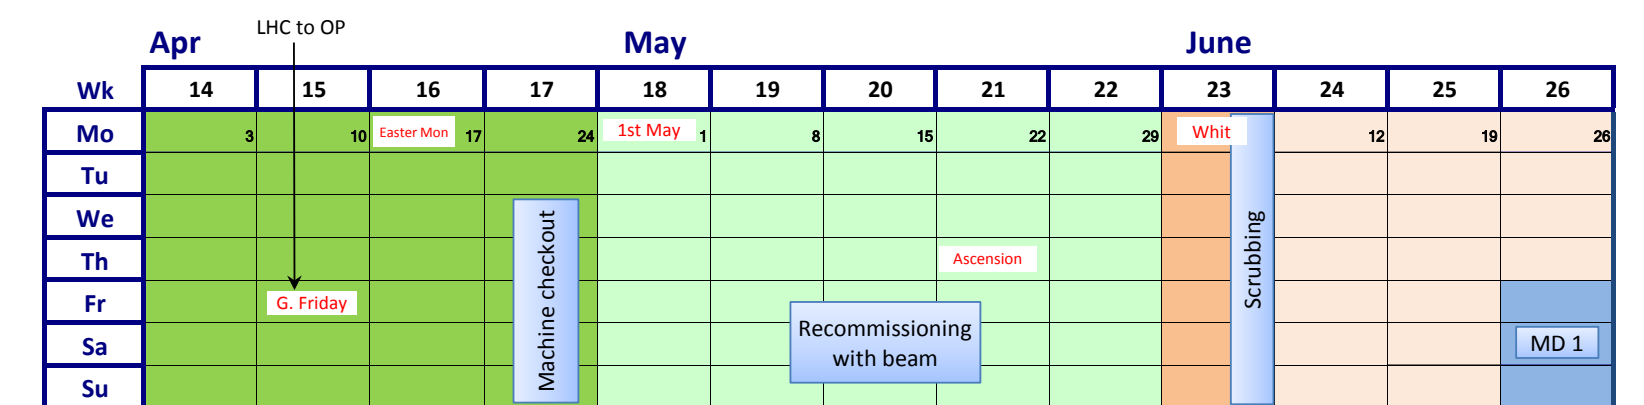 LHC to OP
Apr May June
Wk 14 15 16 17 18 19 20 21 22 23 24 25 26
Mo 3 10 Easter Mon 17 24 1st May 1 8 15 22 29 Whit 12 19 26
Tu
We
Th Ascension
Fr G. Friday
Sa
Su
Machine checkout
Recommissioning
with beam
Scrubbing
MD 1